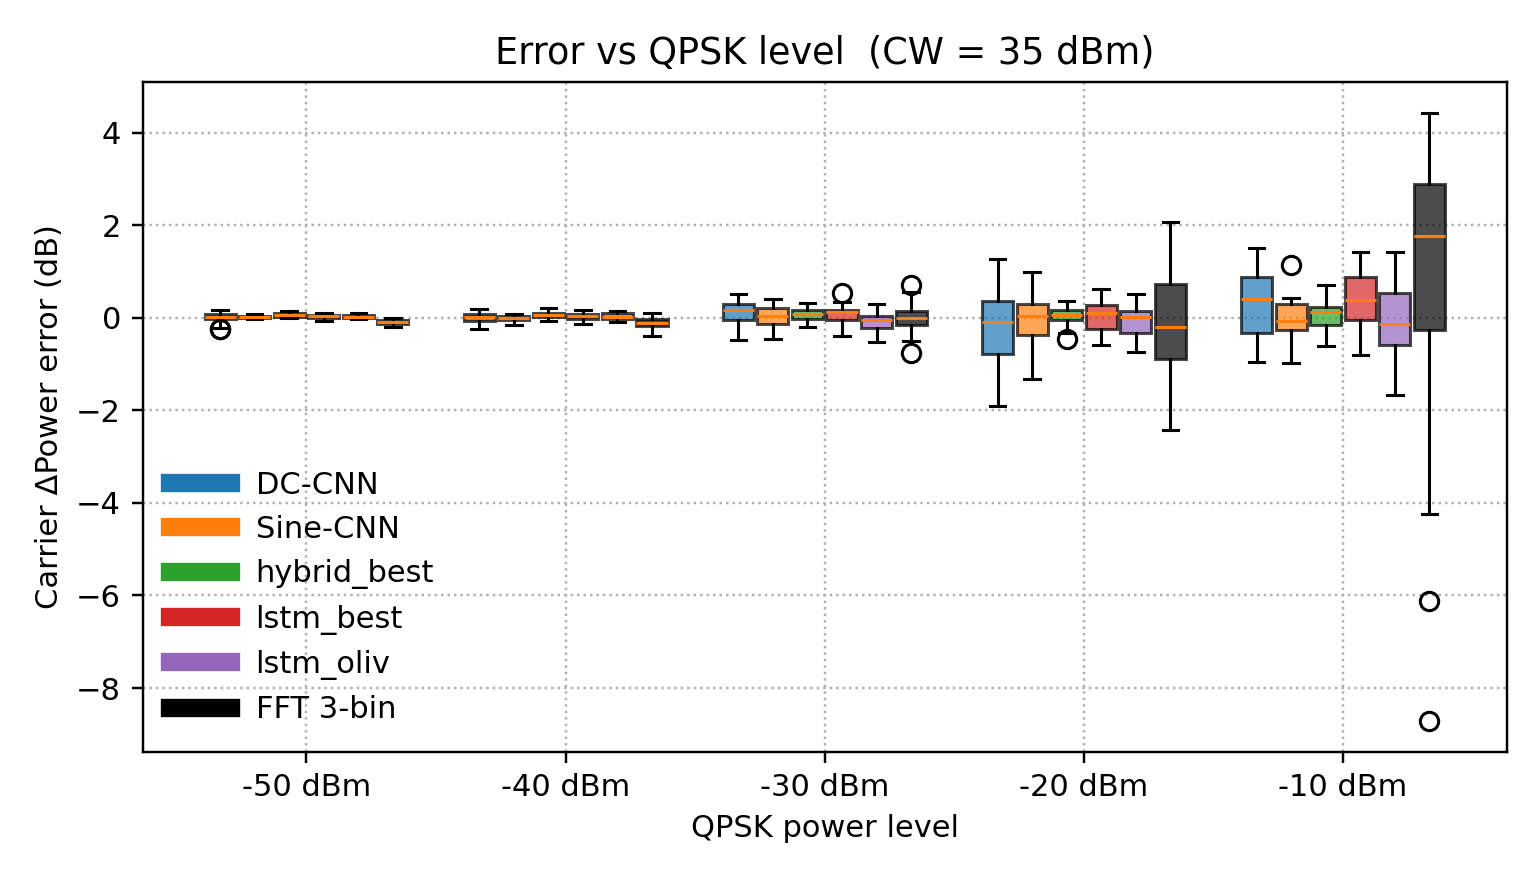 Error vs QPSK level  (CW = 35 dBm)
Carrier ΔPower error (dB)
4
2
0
−2
−4
−6
−8
DC-CNN
Sine-CNN
hybrid_best
lstm_best
lstm_oliv
FFT 3-bin
-50 dBm
-40 dBm
-30 dBm
-20 dBm
-10 dBm
QPSK power level